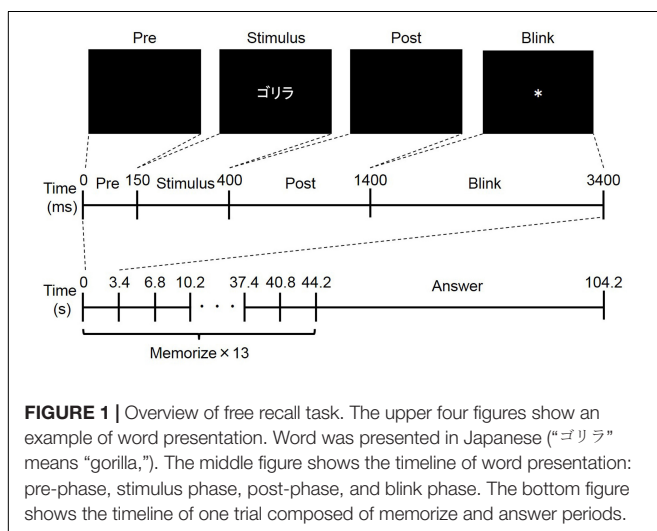 Pre Stimulus Post Blink
ゴリラ *
Time (ms) 0 Pre 150 Stimulus 400 Post 1400 Blink 3400
Time (s) 0 3.4 6.8 10.2 · · · 37.4 40.8 44.2 Answer 104.2
Memorize × 13
FIGURE 1 | Overview of free recall task. The upper four figures show an
example of word presentation. Word was presented in Japanese (“ゴリラ”
means “gorilla,”). The middle figure shows the timeline of word presentation:
pre-phase, stimulus phase, post-phase, and blink phase. The bottom figure
shows the timeline of one trial composed of memorize and answer periods.